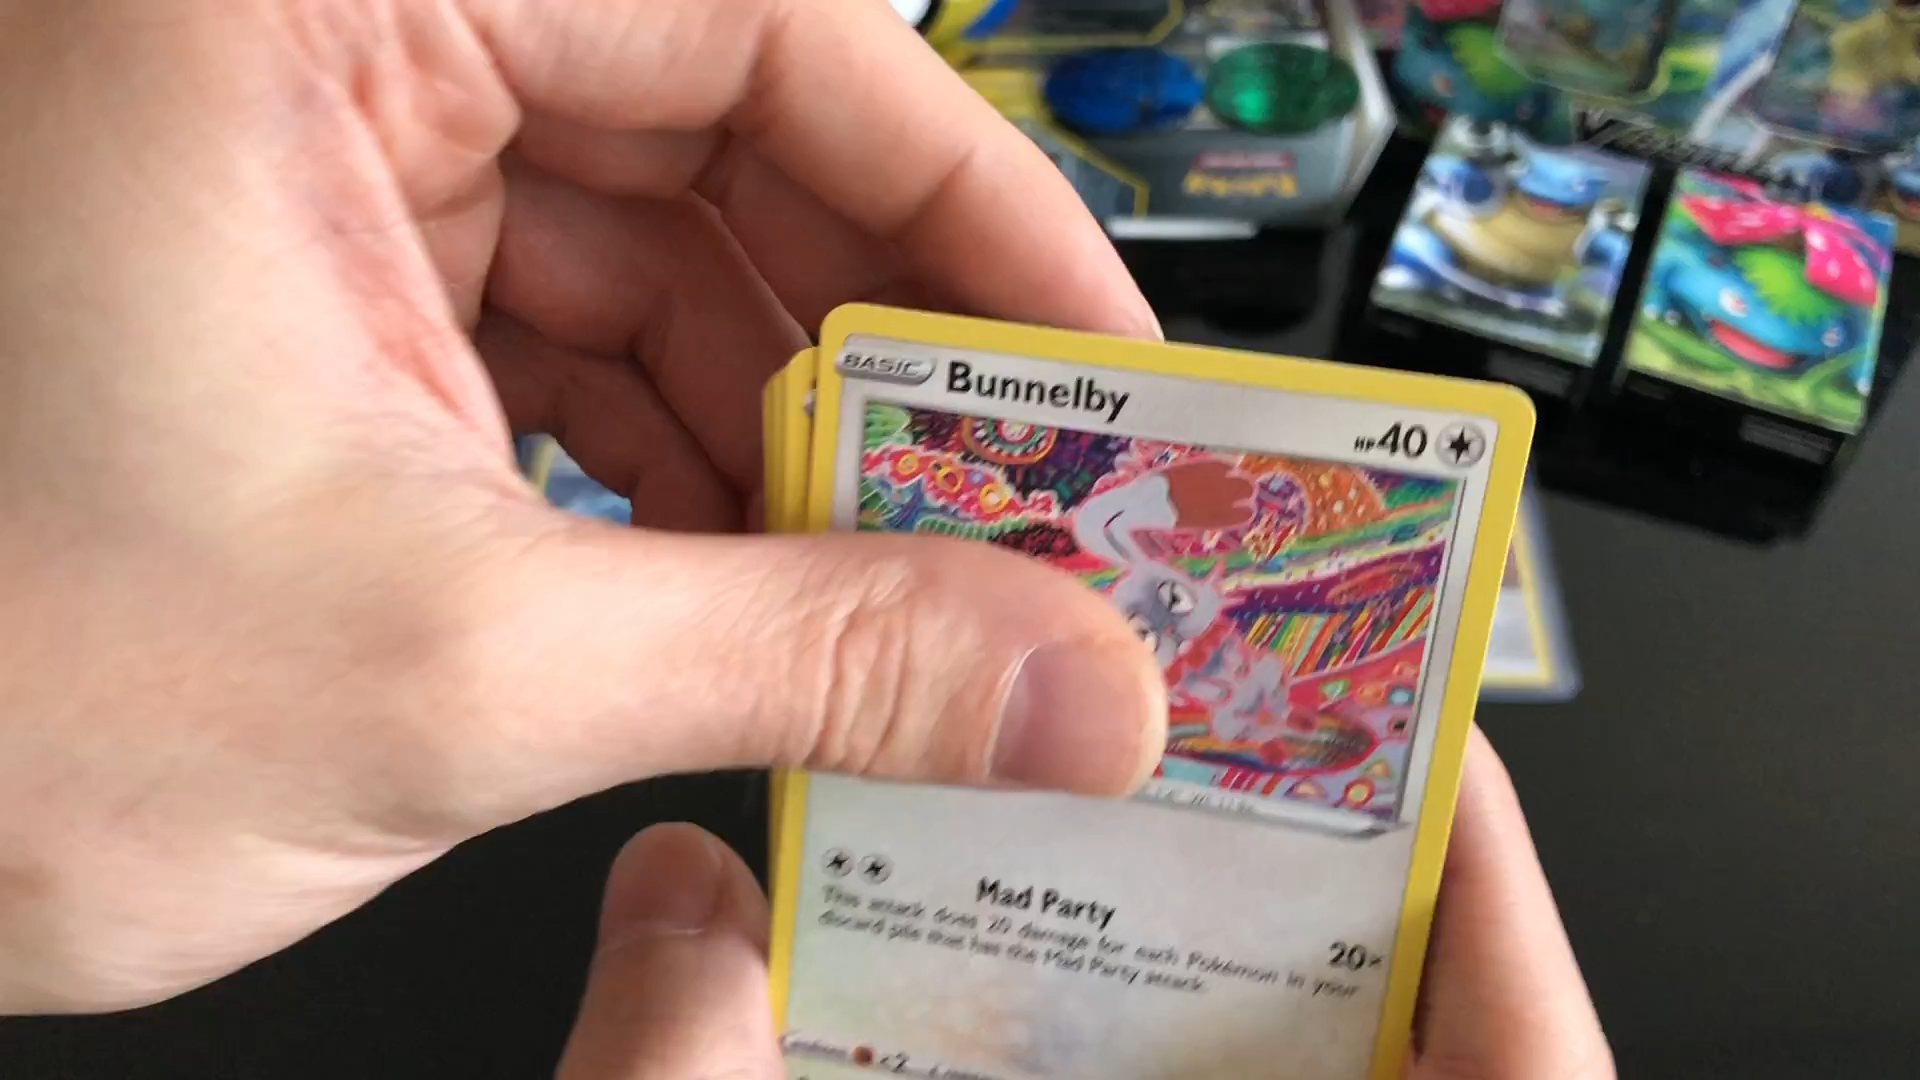 BASIC Bunnelby
HP40
Mad Party
20×
This attack does 20 damage for each Pokémon in your
discard pile that has the Mad Party attack.
×2